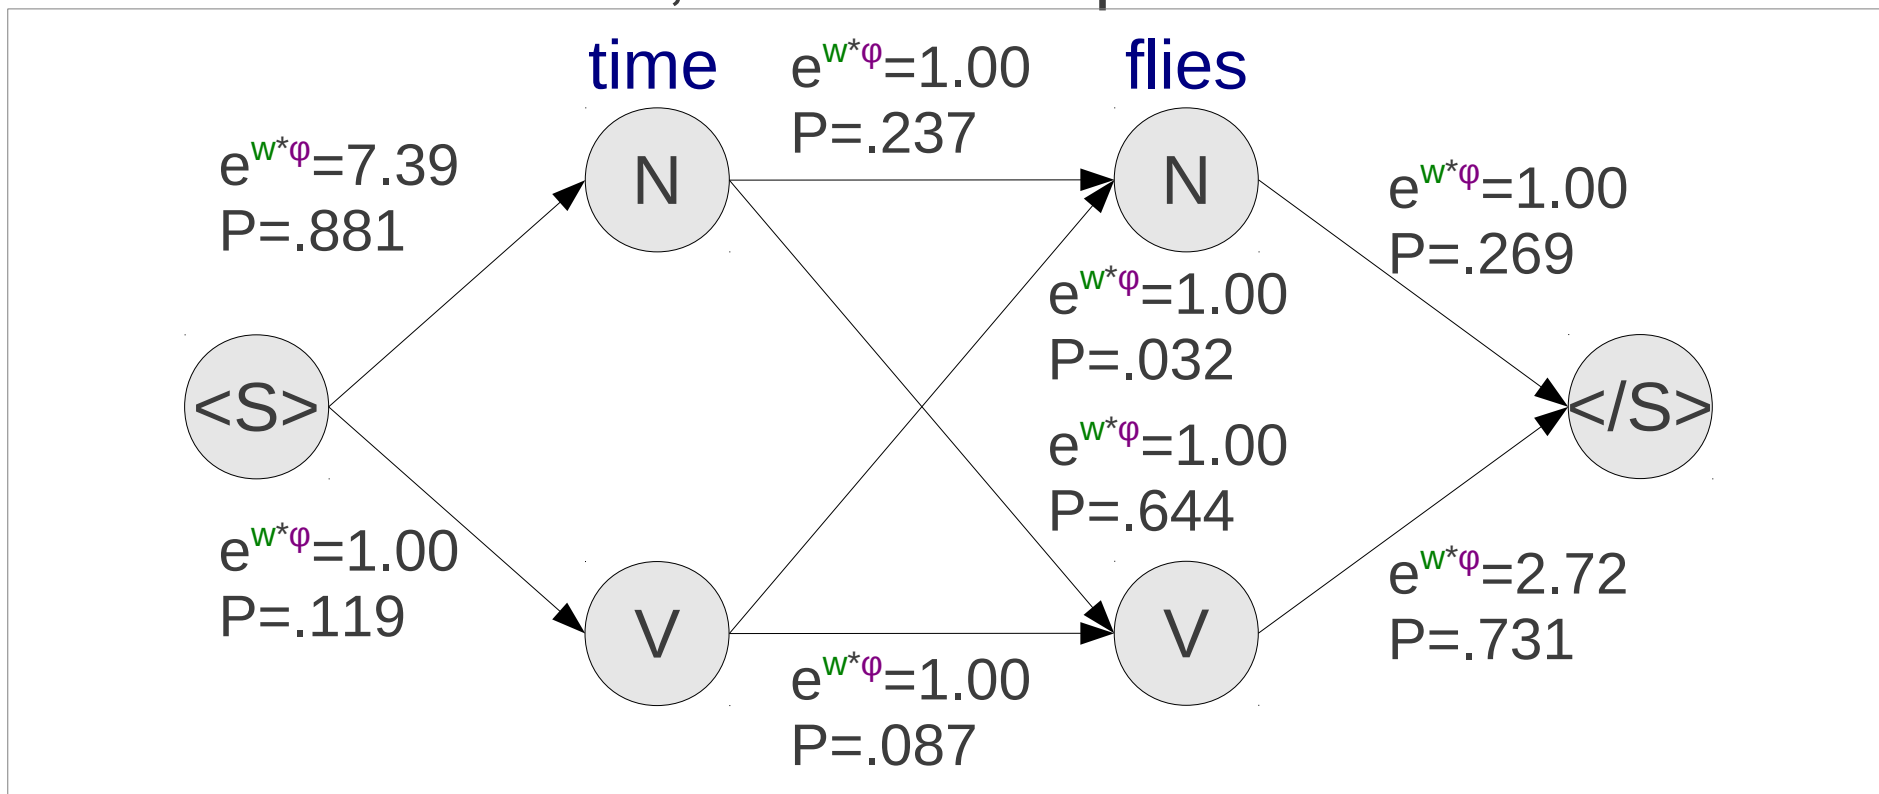 time
flies
e^w*φ=1.00
P=.237
e^w*φ=7.39
P=.881
N
N
e^w*φ=1.00
P=.269
e^w*φ=1.00
P=.032
<S>
</S>
e^w*φ=1.00
P=.644
e^w*φ=1.00
P=.119
V
V
e^w*φ=2.72
P=.731
e^w*φ=1.00
P=.087